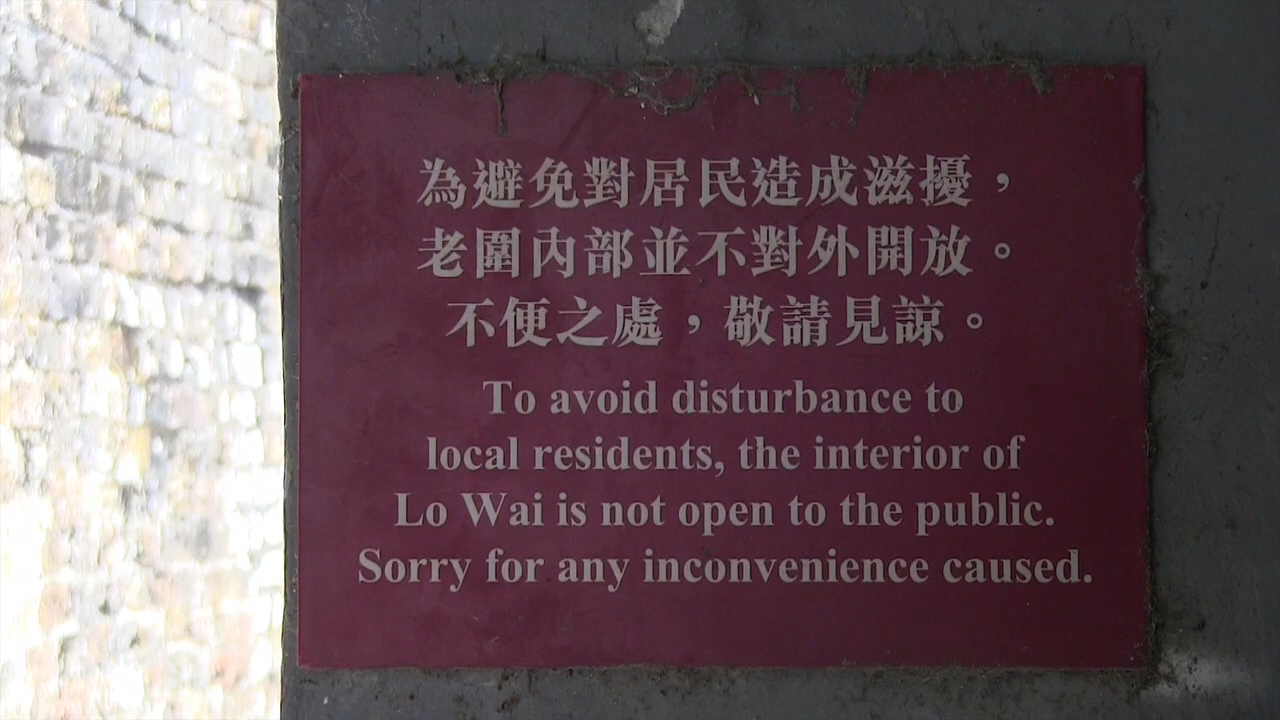 為避免對居民造成滋擾，
老圍內部並不對外開放。
不便之處，敬請見諒。
To avoid disturbance to
local residents, the interior of
Lo Wai is not open to the public.
Sorry for any inconvenience caused.